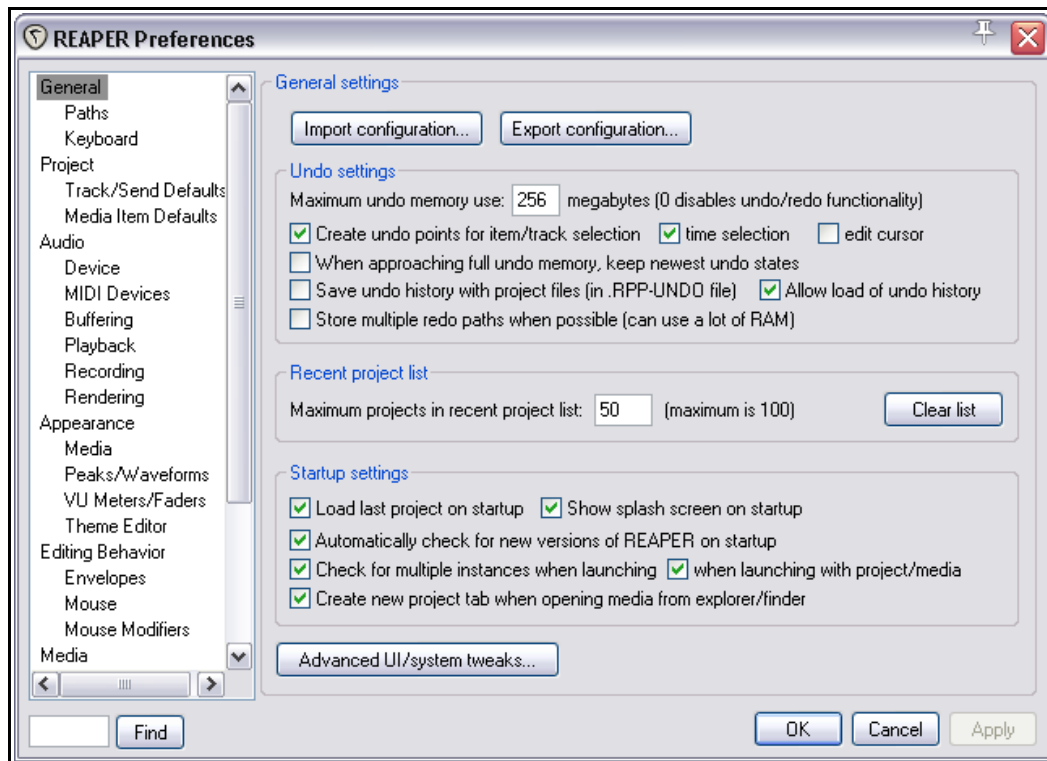 REAPER Preferences
General
Paths
Keyboard
Project
Track/Send Defaults
Media Item Defaults
Audio
Device
MIDI Devices
Buffering
Playback
Recording
Rendering
Appearance
Media
Peaks/Waveforms
VU Meters/Faders
Theme Editor
Editing Behavior
Envelopes
Mouse
Mouse Modifiers
Media
Find
General settings
Import configuration... Export configuration...
Undo settings
Maximum undo memory use: 256 megabytes (0 disables undo/redo functionality)
Create undo points for item/track selection time selection edit cursor
When approaching full undo memory, keep newest undo states
Save undo history with project files (in .RPP-UNDO file) Allow load of undo history
Store multiple redo paths when possible (can use a lot of RAM)
Recent project list
Maximum projects in recent project list: 50 (maximum is 100) Clear list
Startup settings
Load last project on startup Show splash screen on startup
Automatically check for new versions of REAPER on startup
Check for multiple instances when launching when launching with project/media
Create new project tab when opening media from explorer/finder
Advanced UI/system tweaks...
OK Cancel Apply